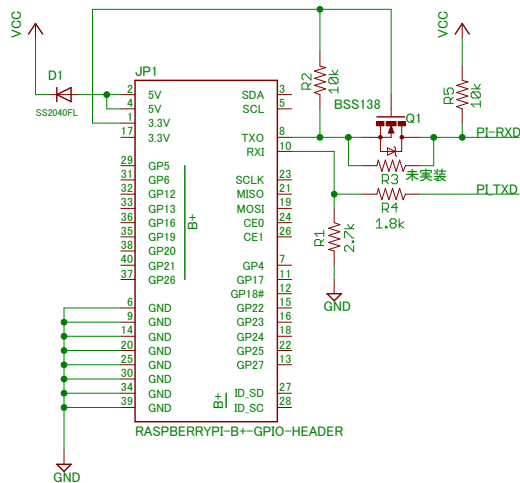 VCC
VCC
D1
SS2040FL
JP1
R2
10k
BSS138
Q1
R5
10k
2 5V SDA 3
4 5V SCL 5
1 3.3V
17 3.3V TXO 8
RXI 10
PI-RXD
29 GP5
31 GP6 SCLK 23
32 GP12 MISO 21
33 GP13 MOSI 19
36 GP16 CE0 24
35 GP19 CE1 26
38 GP20
40 GP21 GP4 7
37 GP26 GP17 11
GP18# 12
B+
R3 未実装
PI_TXD
R4
1.8k
R1
2.7k
GND
6 GND GP22 15
9 GND GP23 16
14 GND GP24 18
20 GND GP25 22
25 GND GP27 13
30 GND
34 GND ID_SD 27
39 GND ID_SC 28
B+
RASPBERRYPI-B+-GPIO-HEADER
GND